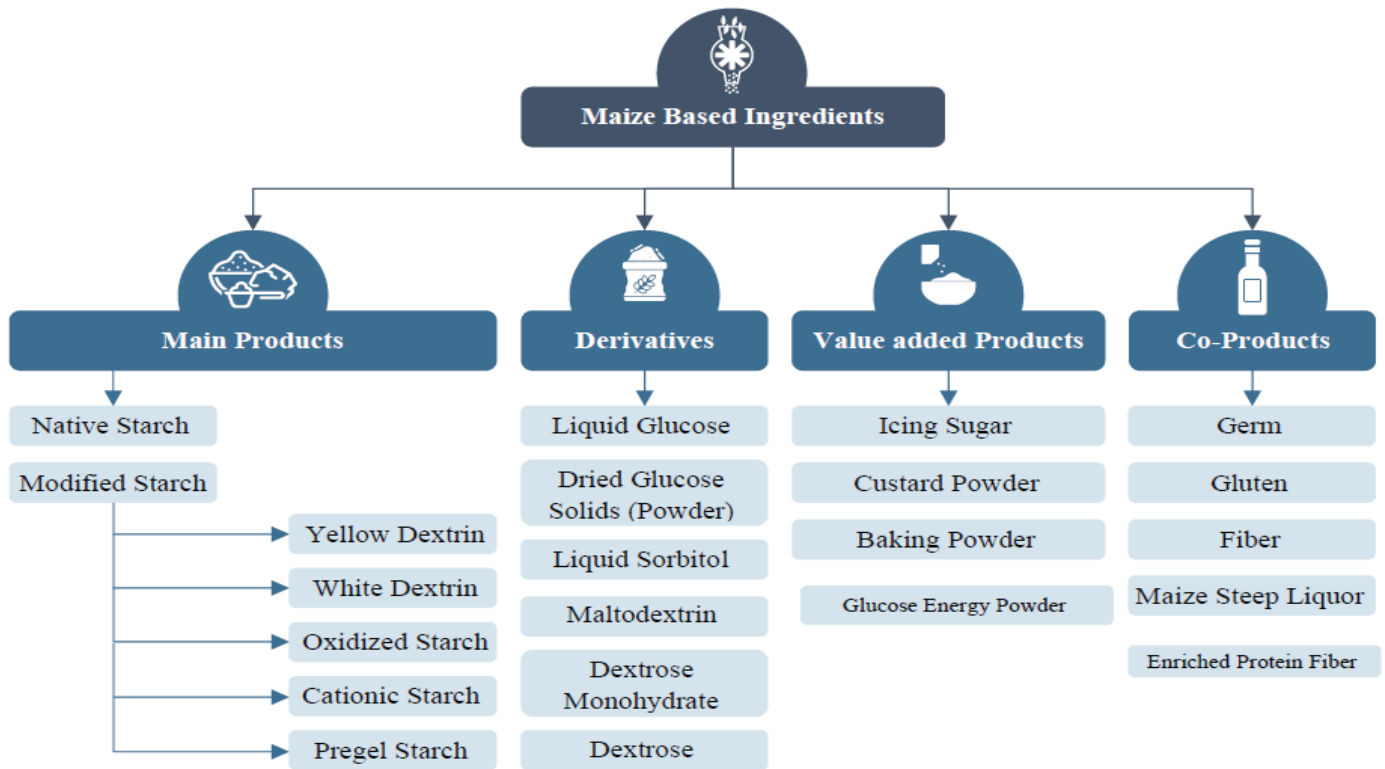 Maize Based Ingredients
Main Products
Native Starch
Modified Starch
Yellow Dextrin
White Dextrin
Oxidized Starch
Cationic Starch
Pregel Starch
Derivatives
Liquid Glucose
Dried Glucose
Solids (Powder)
Liquid Sorbitol
Maltodextrin
Dextrose
Monohydrate
Dextrose
Value added Products
Icing Sugar
Custard Powder
Baking Powder
Glucose Energy Powder
Co-Products
Germ
Gluten
Fiber
Maize Steep Liquor
Enriched Protein Fiber